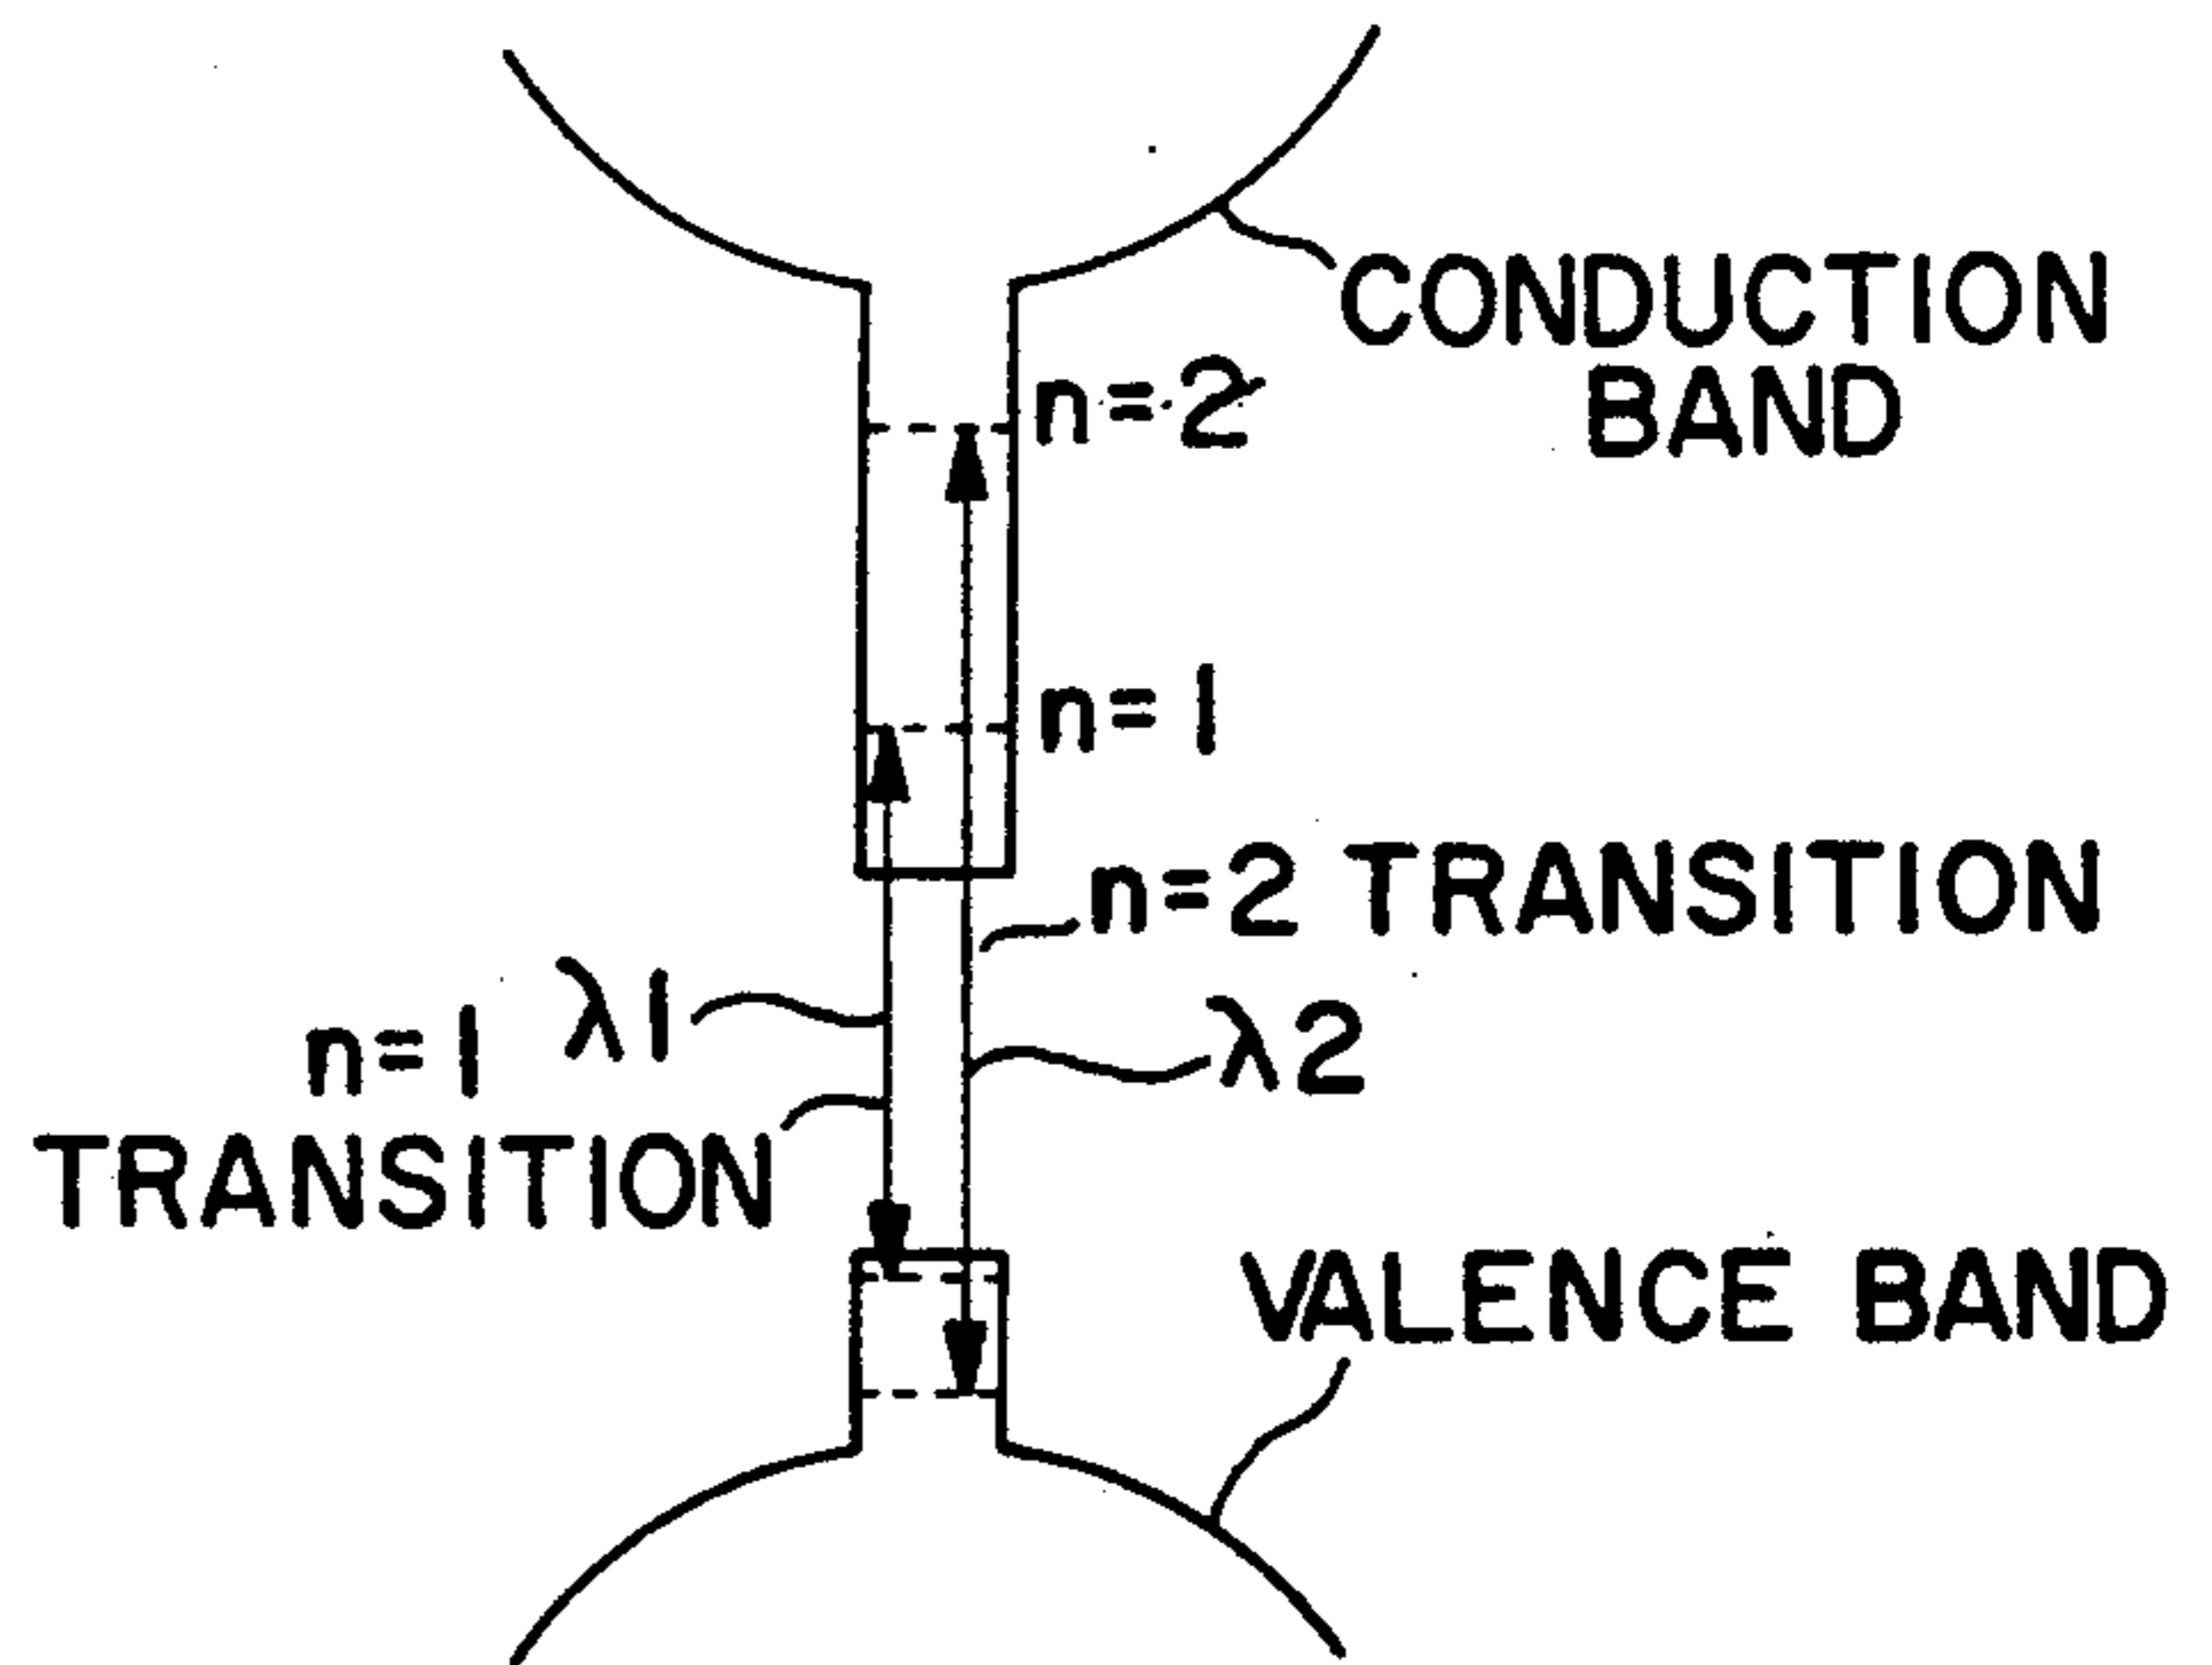 CONDUCTION
BAND
n=2
n=1
n=2 TRANSITION
λ1
λ2
n=1
TRANSITION
VALENCE BAND